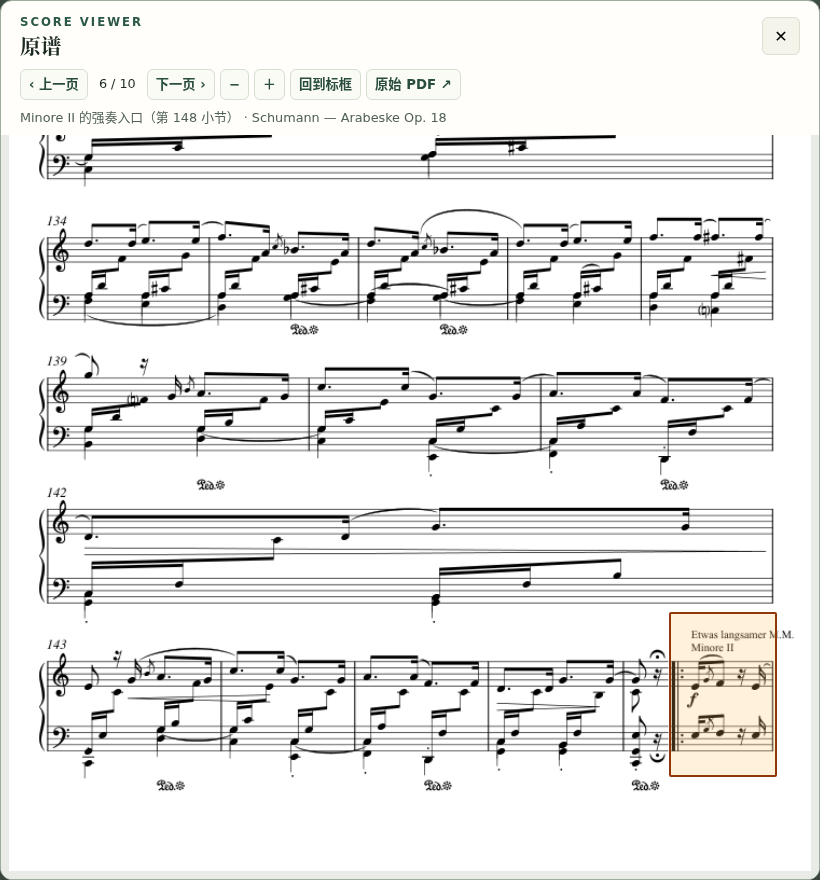 SCORE VIEWER
原谱
✕
‹ 上一页
6 / 10
下一页 ›
−
+
回到标框
原始 PDF ↗
Minore II 的强奏入口（第 148 小节） · Schumann — Arabeske Op. 18
134
139
142
143
Etwas langsamer M.M.
Minore II
f